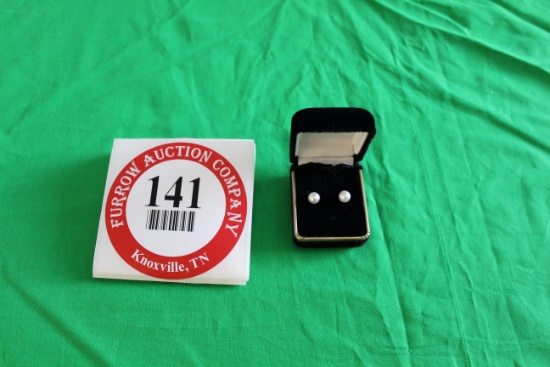 FURROW AUCTION COMPANY
141
Knoxville, TN